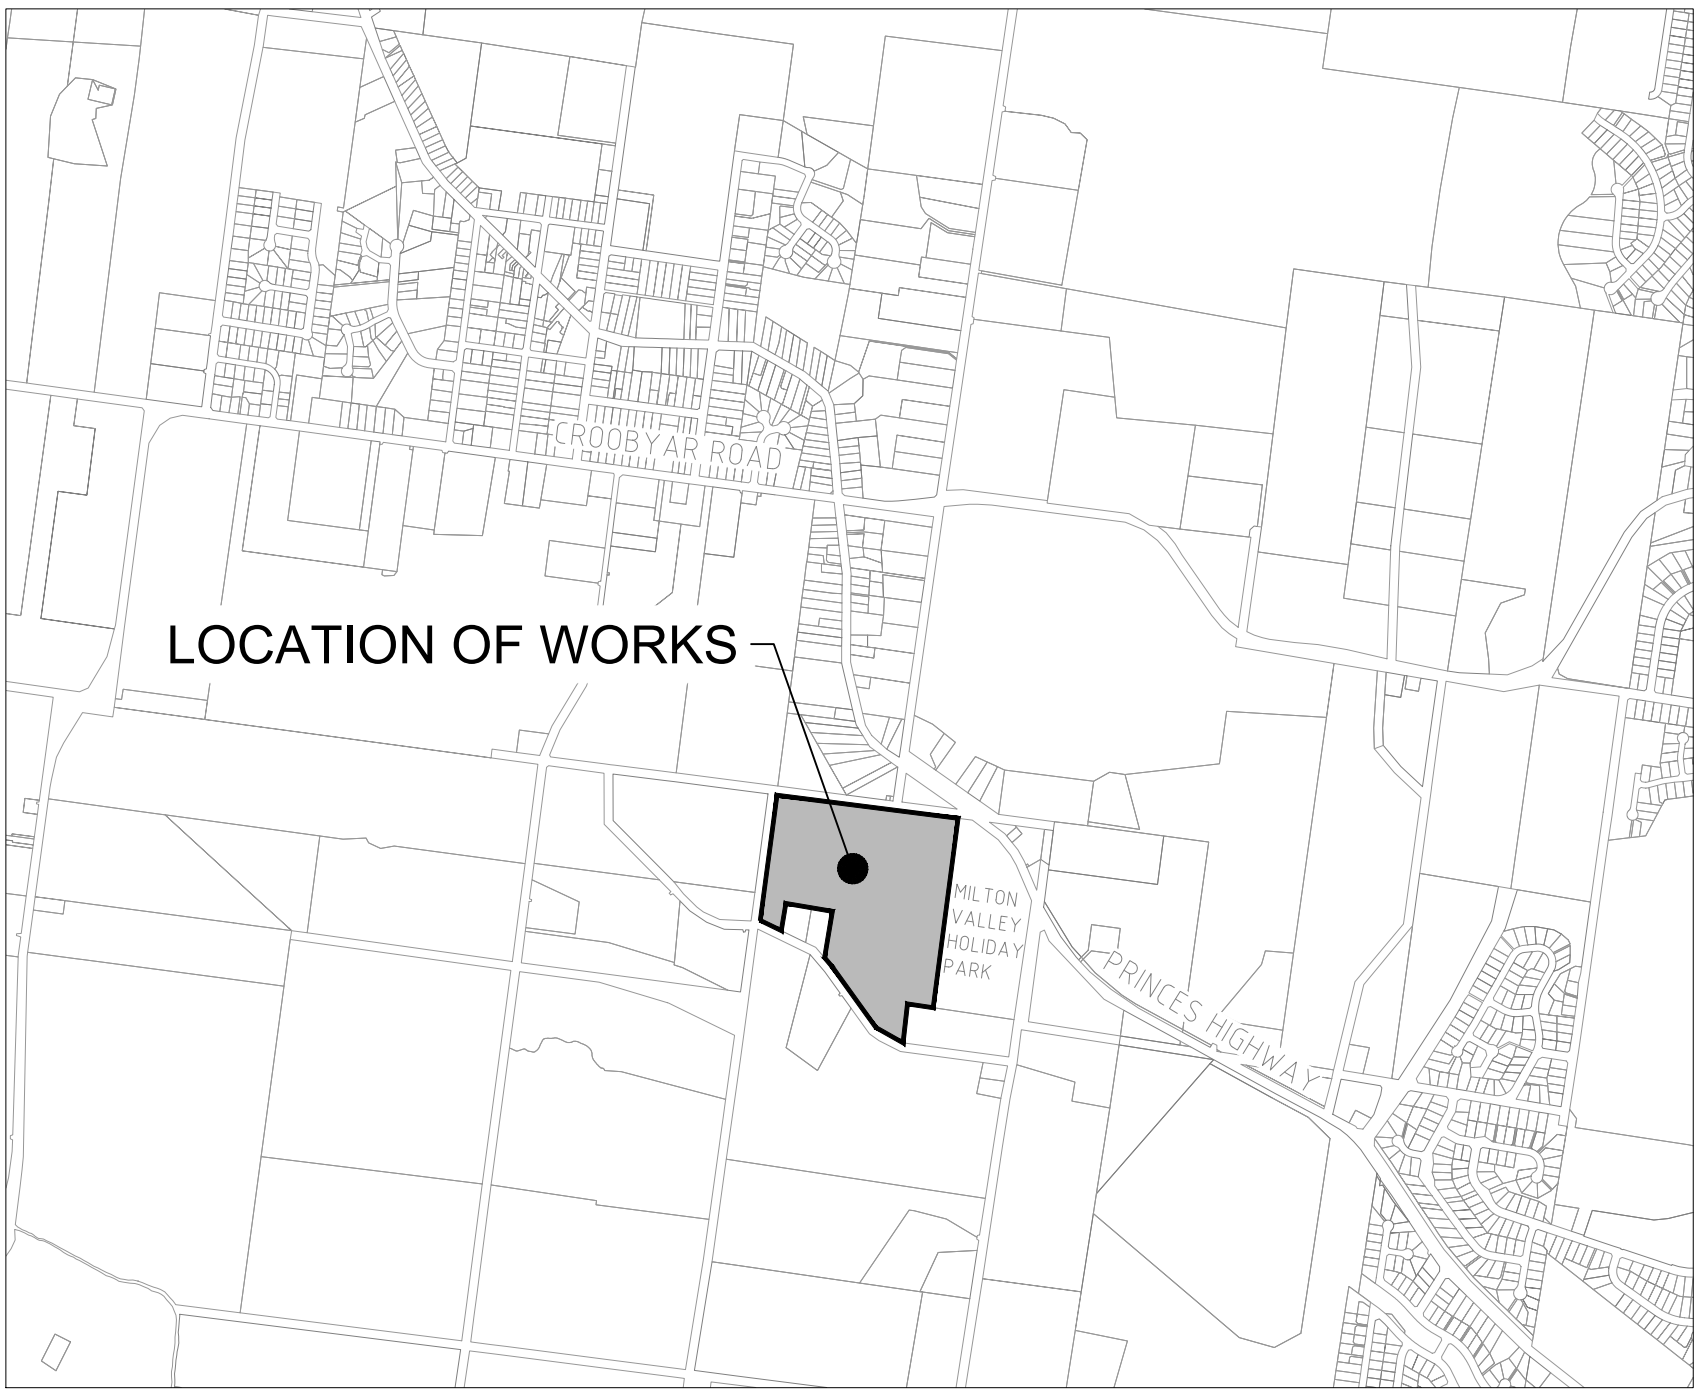 CROOBYAR ROAD
LOCATION OF WORKS
MILTON
VALLEY
HOLIDAY
PARK
PRINCES HIGHWAY